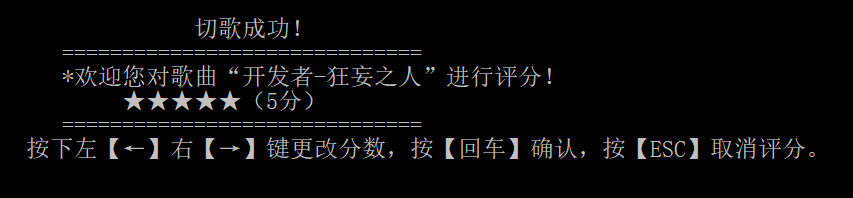 切歌成功!
==============================
*欢迎您对歌曲“开发者-狂妄之人”进行评分!
★★★★★(5分)
==============================
按下左【←】右【→】键更改分数，按【回车】确认，按【ESC】取消评分。